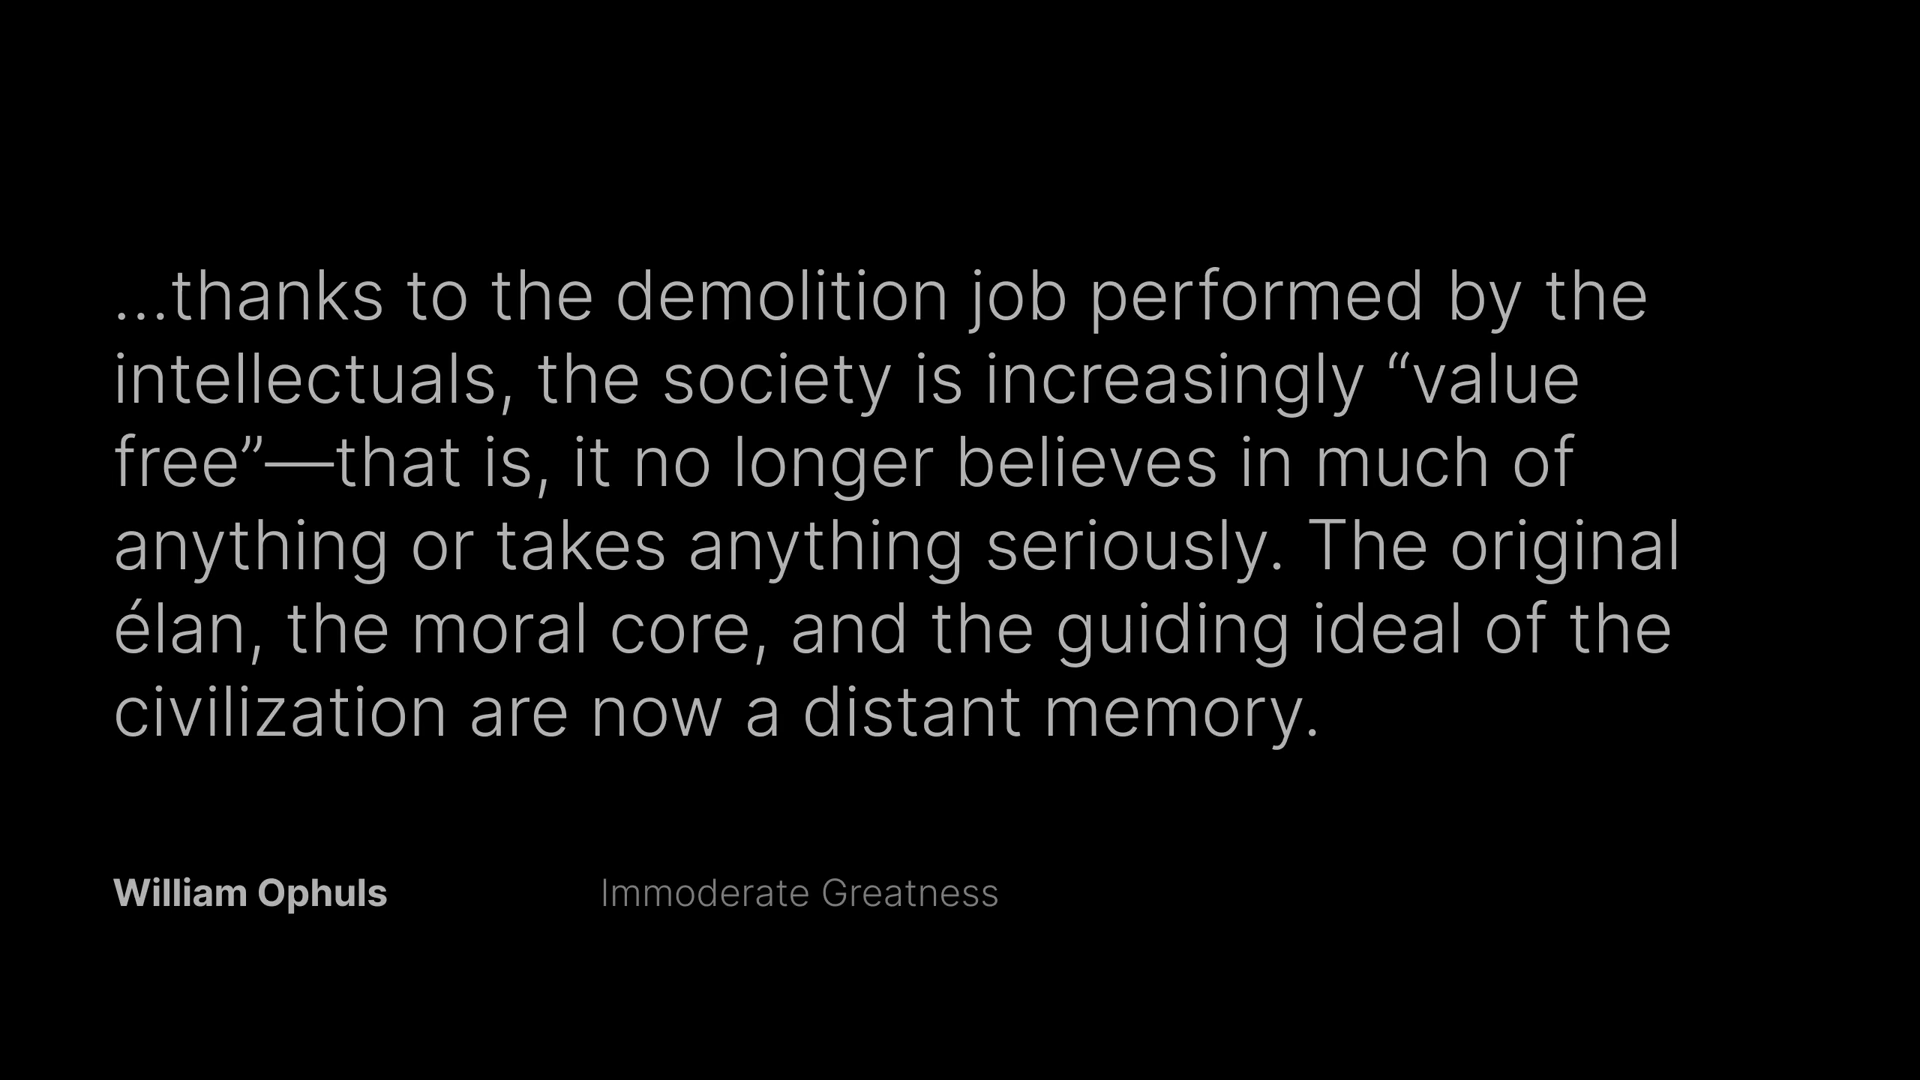 …thanks to the demolition job performed by the
intellectuals, the society is increasingly “value
free”—that is, it no longer believes in much of
anything or takes anything seriously. The original
élan, the moral core, and the guiding ideal of the
civilization are now a distant memory.
William Ophuls
Immoderate Greatness